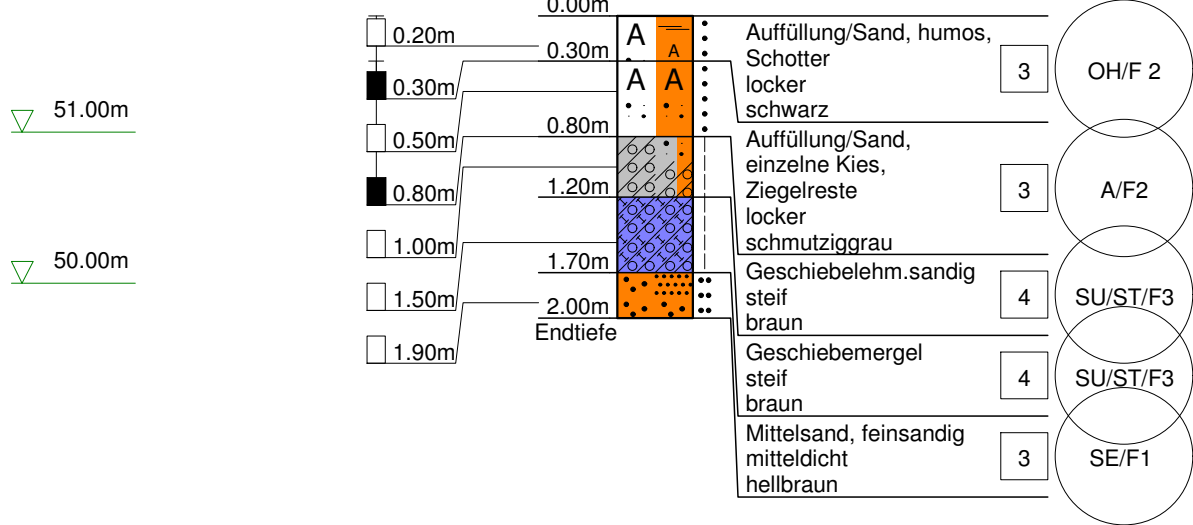 51.00m
50.00m
0.20m
0.30m
0.50m
0.80m
1.00m
1.50m
1.90m
0.00m
0.30m
0.80m
1.20m
1.70m
2.00m
Endtiefe
A
A
A A
Auffüllung/Sand, humos,
Schotter
locker
schwarz
3
OH/F 2
Auffüllung/Sand,
einzelne Kies,
Ziegelreste
locker
schmutziggrau
3
A/F2
Geschiebelehm.sandig
steif
braun
4
SU/ST/F3
Geschiebemergel
steif
braun
4
SU/ST/F3
Mittelsand, feinsandig
mitteldicht
hellbraun
3
SE/F1